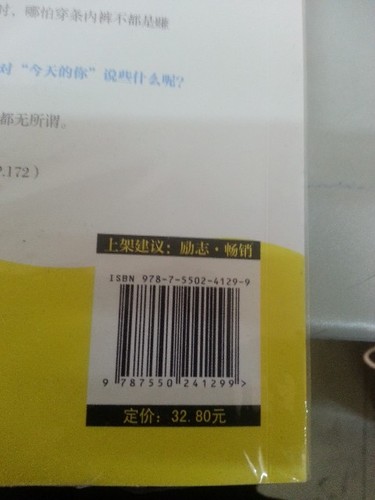 时，哪怕穿条内裤不都是赚
对“今天的你”说些什么呢？
都无所谓。
P.172）
上架建议：励志·畅销
ISBN 978-7-5502-4129-9
9 787550 241299 >
定价：32.80元